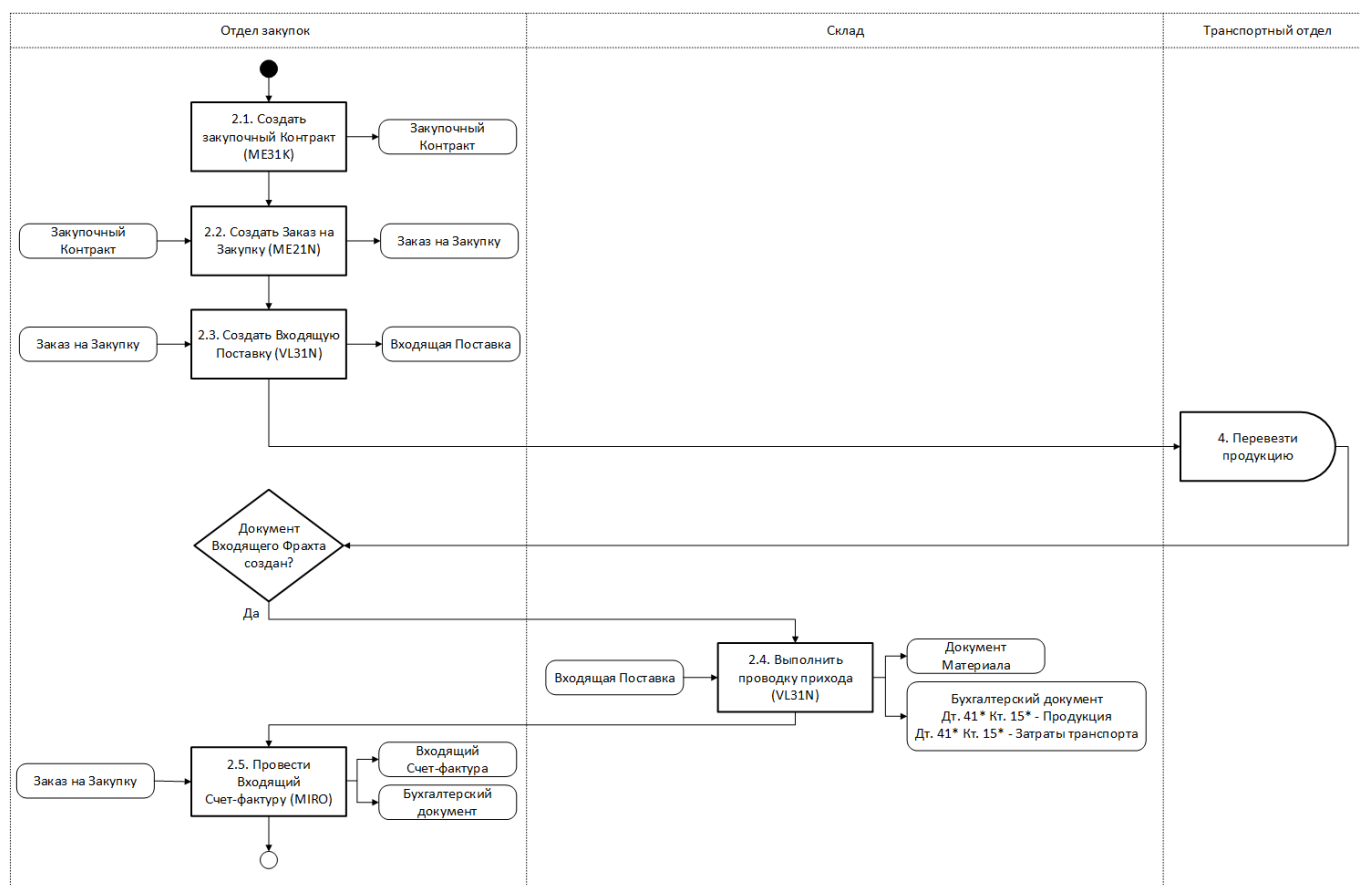 Отдел закупок
Склад
Транспортный отдел
2.1. Создать
закупочный Контракт
(ME31K)
Закупочный
Контракт
Закупочный
Контракт
2.2. Создать Заказ на
Закупку (ME21N)
Заказ на Закупку
Заказ на Закупку
2.3. Создать Входящую
Поставку (VL31N)
Входящая Поставка
4. Перевезти
продукцию
Документ
Входящего Фрахта
создан?
Да
Входящая Поставка
2.4. Выполнить
проводку прихода
(VL31N)
Документ
Материала
Бухгалтерский документ
Дт. 41* Кт. 15* - Продукция
Дт. 41* Кт. 15* - Затраты транспорта
Заказ на Закупку
2.5. Провести
Входящий
Счет-фактуру (MIRO)
Входящий
Счет-фактура
Бухгалтерский
документ